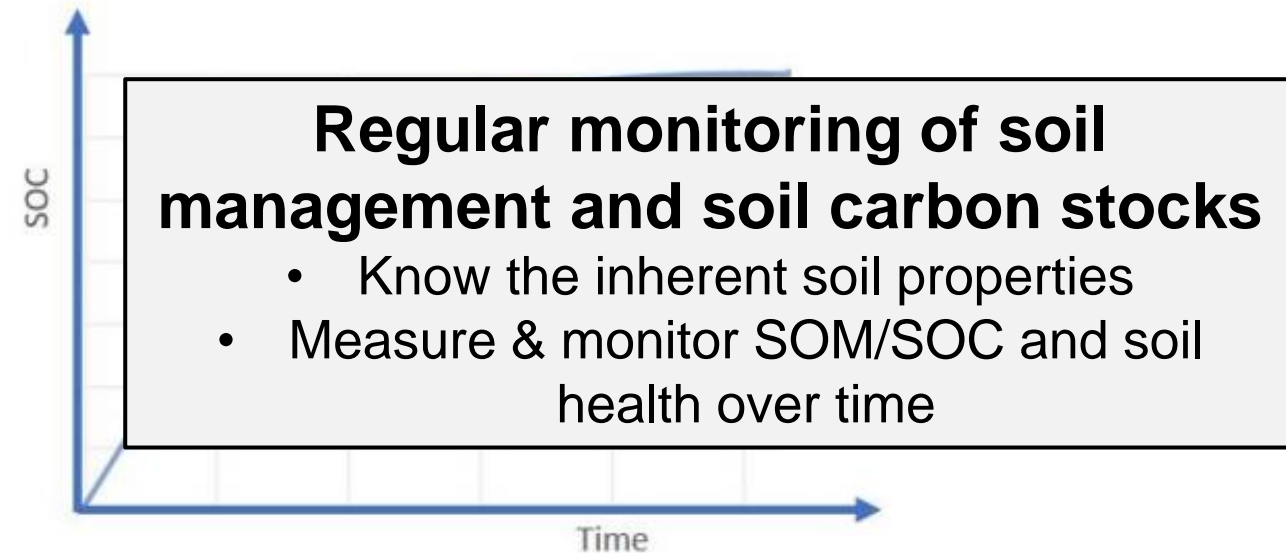 SOC
Regular monitoring of soil
management and soil carbon stocks
• Know the inherent soil properties
• Measure & monitor SOM/SOC and soil
health over time
Time